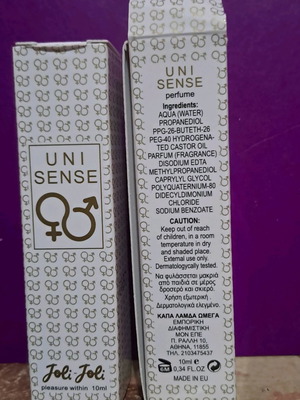 UNI
SENSE
Joli-Joli
pleasure within 10ml
UNI
SENSE
perfume
Ingredients:
AQUA (WATER)
PROPANEDIOL
PPG-26-BUTETH-26
PEG-40 HYDROGENA-
TED CASTOR OIL
PARFUM (FRAGRANCE)
DISODIUM EDTA
METHYLPROPANEDIOL
CAPRYLYL GLYCOL
POLYQUATERNIUM-80
DIDECYLDIMONIUM
CHLORIDE
SODIUM BENZOATE
CAUTION:
Keep out of reach
of children, in a room
temperature in dry
and shaded place.
External use only.
Dermatologycally tested.
Να φυλάσσεται μακριά
από παιδιά σε μέρος
δροσερό και σκιερό.
Χρήση εξωτερική
Δερματολογικά ελεγμένο.
ΚΑΠΑ ΛΑΜΔΑ ΩΜΕΓΑ
ΕΜΠΟΡΙΚΗ
ΔΙΑΦΗΜΙΣΤΙΚΗ
ΜΟΝ ΕΠΕ
Π. ΡΑΛΛΗ 10,
ΑΘΗΝΑ, 11855
ΤΗΛ. 2103475437
10ml ℮
0,34 FL OZ
MADE IN EU